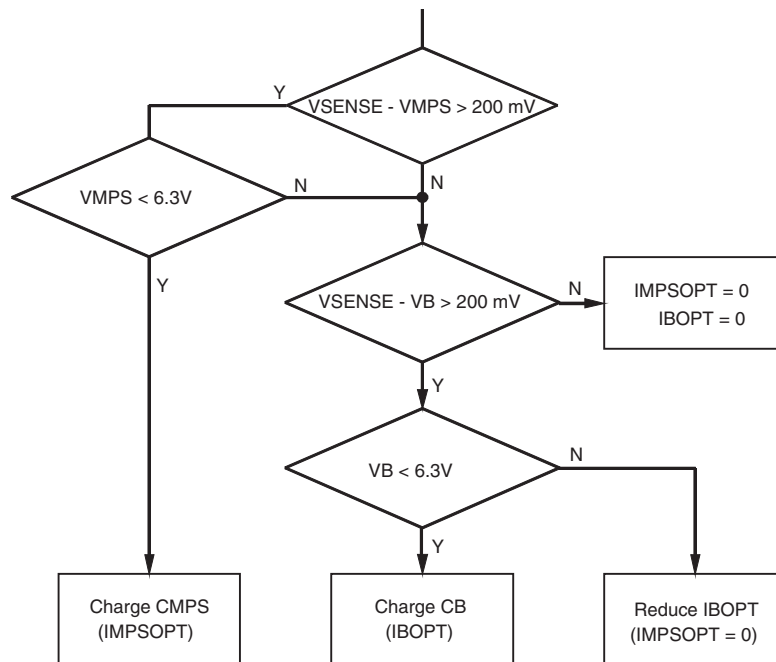 Y
VSENSE - VMPS > 200 mV
N
VMPS < 6.3V
N
Y
VSENSE - VB > 200 mV
N
IMPSOPT = 0
IBOPT = 0
Y
VB < 6.3V
N
Y
Charge CMPS
(IMPSOPT)
Charge CB
(IBOPT)
Reduce IBOPT
(IMPSOPT = 0)